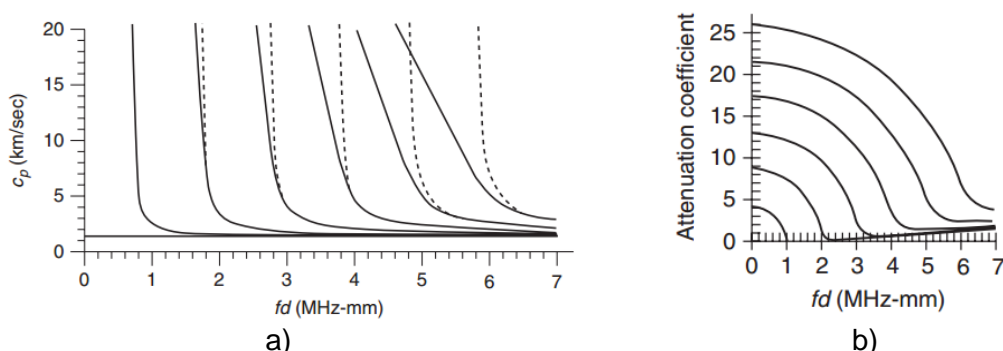 c_p (km/sec)
20
15
10
5
0
0 1 2 3 4 5 6 7
fd (MHz-mm)
a)
Attenuation coefficient
25
20
15
10
5
0
0 1 2 3 4 5 6 7
fd (MHz-mm)
b)